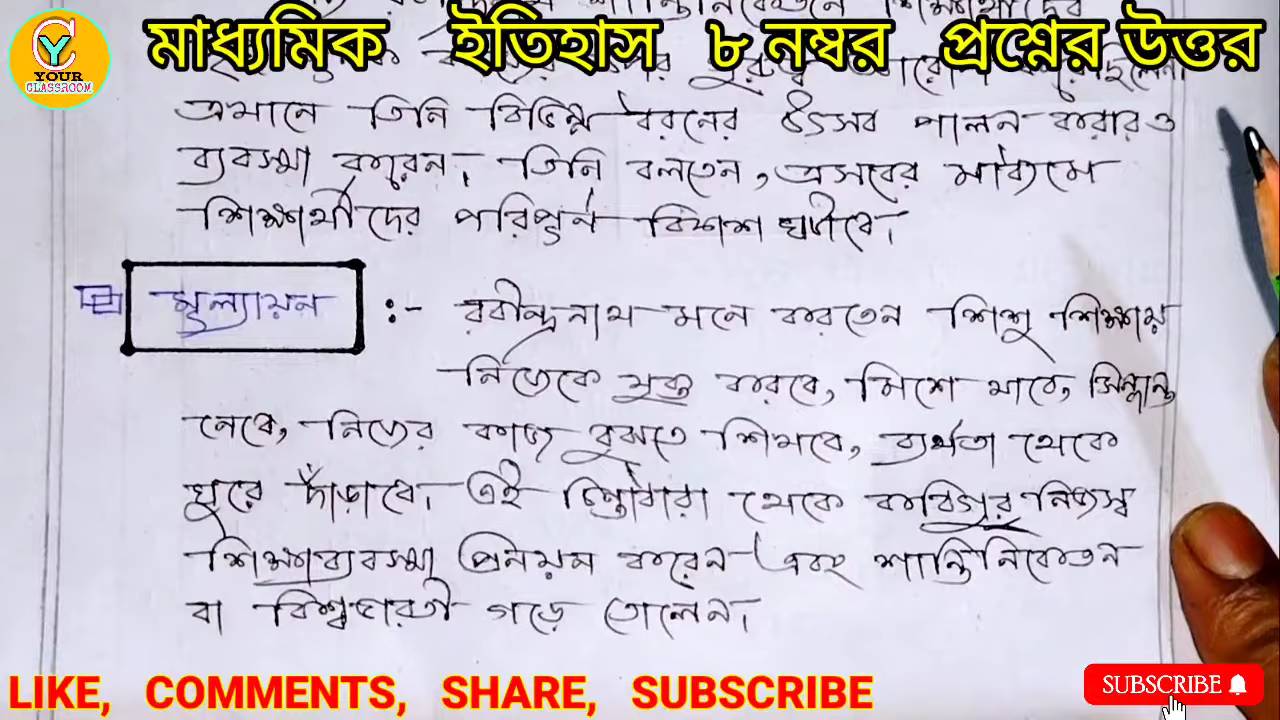 মাধ্যমিক ইতিহাস ৮ নম্বর প্রশ্নের উত্তর
YOUR
CLASSROOM
এখানে তিনি বিভিন্ন ধরনের উৎসব পালন করারও
ব্যবস্থা করেন। তিনি বলতেন, এসবের মাধ্যমে
শিক্ষার্থীদের পরিপূর্ণ বিকাশ ঘটবে।
মূল্যায়ন :- রবীন্দ্রনাথ মনে করতেন শিশু শিক্ষায়
নিজেকে মুক্ত করবে, মিশে যাবে, সিদ্ধান্ত
নেবে, নিজের কাজ বুঝতে শিখবে, ব্যর্থতা থেকে
ঘুরে দাঁড়াবে। এই চিন্তাধারা থেকে কবিগুরু নিজস্ব
শিক্ষাব্যবস্থা প্রনয়ন করেন এবং শান্তিনিকেতন
বা বিশ্বভারতী গড়ে তোলেন।
LIKE, COMMENTS, SHARE, SUBSCRIBE
SUBSCRIBE